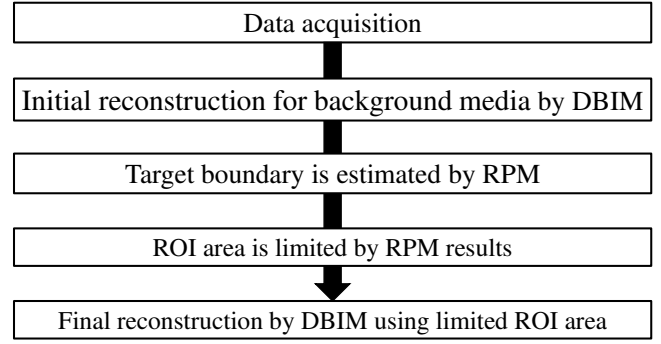 Data acquisition
Initial reconstruction for background media by DBIM
Target boundary is estimated by RPM
ROI area is limited by RPM results
Final reconstruction by DBIM using limited ROI area